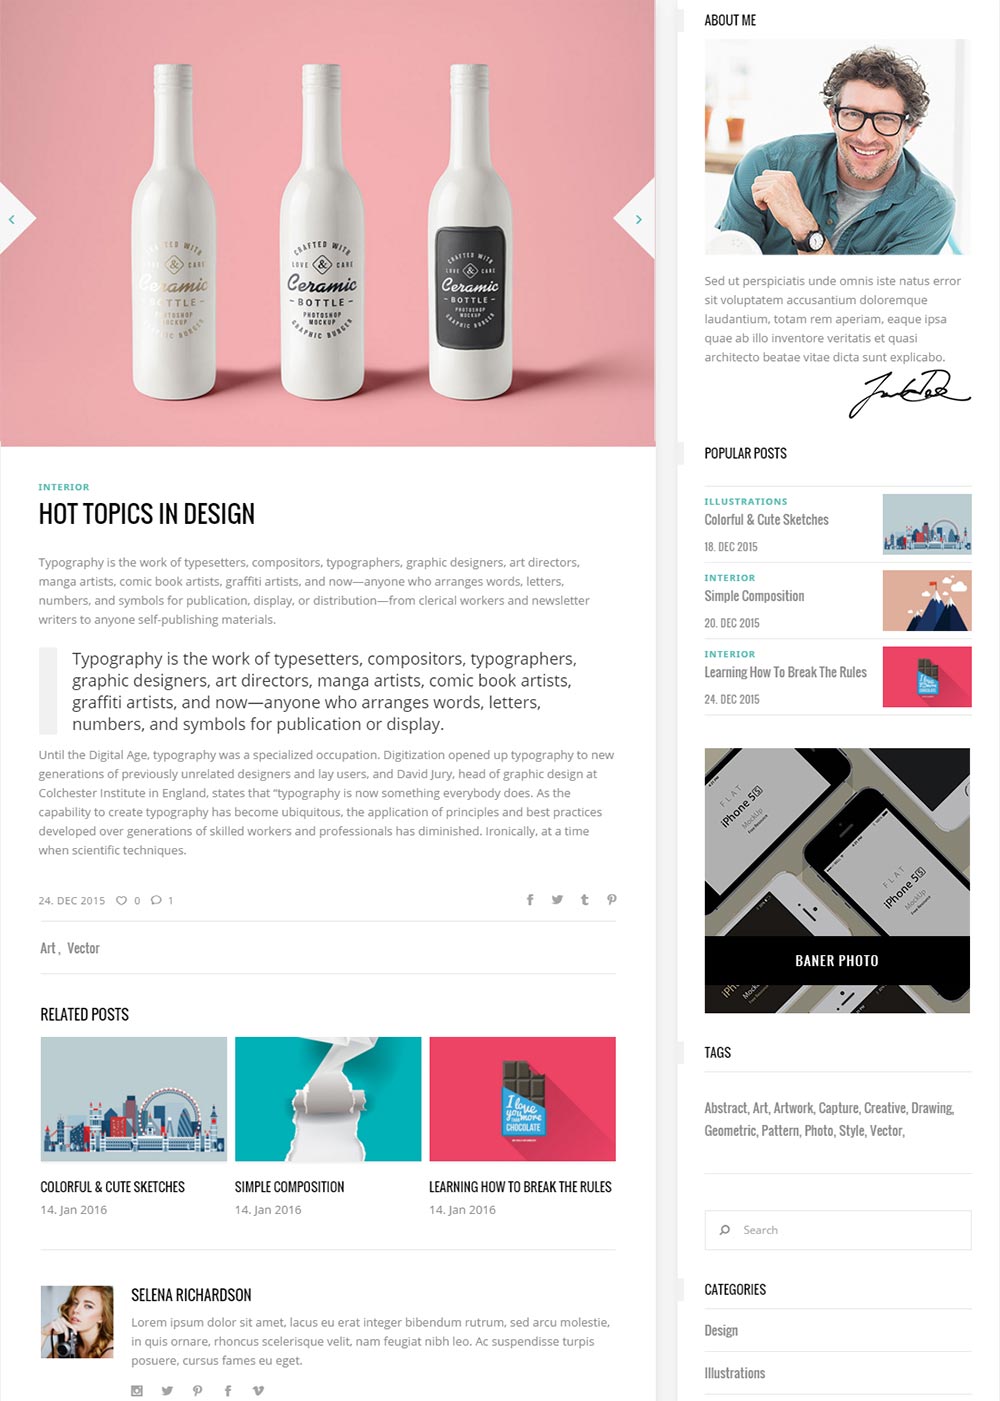 CRAFTED WITH
LOVE & CARE
Ceramic
BOTTLE
PHOTOSHOP
MOCKUP
GRAPHIC BURGER
CRAFTED WITH
LOVE & CARE
Ceramic
- BOTTLE -
PHOTOSHOP
MOCKUP
GRAPHIC BURGER
CRAFTED WITH
LOVE & CARE
Ceramic
- BOTTLE -
PHOTOSHOP
MOCKUP
GRAPHIC BURGER
INTERIOR
HOT TOPICS IN DESIGN
Typography is the work of typesetters, compositors, typographers, graphic designers, art directors,
manga artists, comic book artists, graffiti artists, and now—anyone who arranges words, letters,
numbers, and symbols for publication, display, or distribution—from clerical workers and newsletter
writers to anyone self-publishing materials.
Typography is the work of typesetters, compositors, typographers,
graphic designers, art directors, manga artists, comic book artists,
graffiti artists, and now—anyone who arranges words, letters,
numbers, and symbols for publication or display.
Until the Digital Age, typography was a specialized occupation. Digitization opened up typography to new
generations of previously unrelated designers and lay users, and David Jury, head of graphic design at
Colchester Institute in England, states that “typography is now something everybody does. As the
capability to create typography has become ubiquitous, the application of principles and best practices
developed over generations of skilled workers and professionals has diminished. Ironically, at a time
when scientific techniques.
24. DEC 2015 0 1
Art , Vector
RELATED POSTS
I love
you more
CHOCOLATE
COLORFUL & CUTE SKETCHES
14. Jan 2016
SIMPLE COMPOSITION
14. Jan 2016
LEARNING HOW TO BREAK THE RULES
14. Jan 2016
SELENA RICHARDSON
Lorem ipsum dolor sit amet, lacus eu erat integer bibendum rutrum, sed arcu molestie,
in quis ornare, rhoncus scelerisque velit, nam feugiat nibh leo. Ac suspendisse turpis
posuere, cursus fames eu eget.
ABOUT ME
Sed ut perspiciatis unde omnis iste natus error
sit voluptatem accusantium doloremque
laudantium, totam rem aperiam, eaque ipsa
quae ab illo inventore veritatis et quasi
architecto beatae vitae dicta sunt explicabo.
POPULAR POSTS
ILLUSTRATIONS
Colorful & Cute Sketches
18. DEC 2015
INTERIOR
Simple Composition
20. DEC 2015
INTERIOR
Learning How To Break The Rules
24. DEC 2015
I love
CHOCOLATE
FLAT
iPhone 5S
MockUp
Free Resource
FLAT
iPhone 5S
MockUp
Free Resource
BANER PHOTO
TAGS
Abstract, Art, Artwork, Capture, Creative, Drawing,
Geometric, Pattern, Photo, Style, Vector,
Search
CATEGORIES
Design
Illustrations